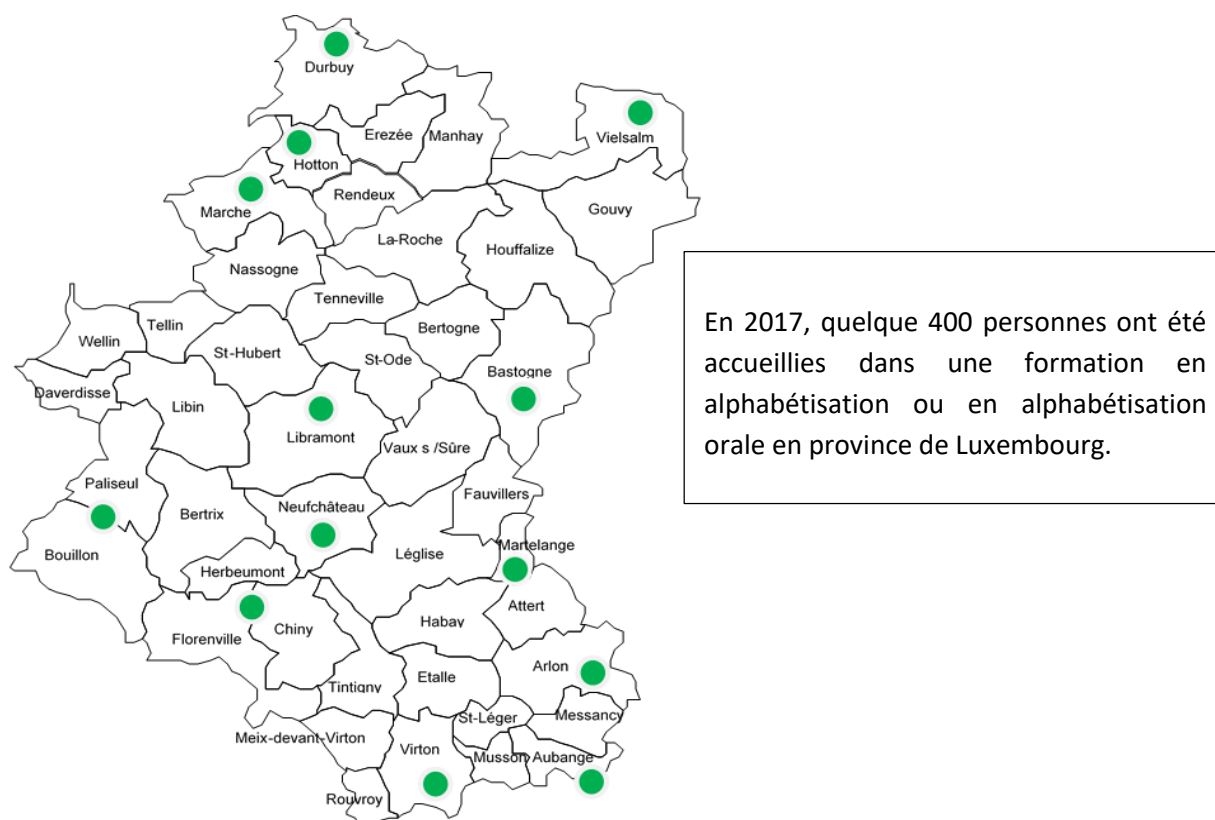 Durbuy
Erezée
Manhay
Vielsalm
Hotton
Rendeux
Marche
Gouvy
La-Roche
Houffalize
Nassogne
Tenneville
Tellin
Bertogne
Wellin
St-Hubert
St-Ode
Bastogne
Daverdisse
Libin
Libramont
Vaux s /Sûre
Paliseul
Fauvillers
Neufchâteau
Bertrix
Bouillon
Léglise
Martelange
Herbeumont
Attert
Habay
Chiny
Florenville
Arlon
Etalle
Tintigny
St-Léger
Messancy
Meix-devant-Virton
Virton
Musson
Aubange
Rouvroy
En 2017, quelque 400 personnes ont été
accueillies dans une formation en
alphabétisation ou en alphabétisation
orale en province de Luxembourg.